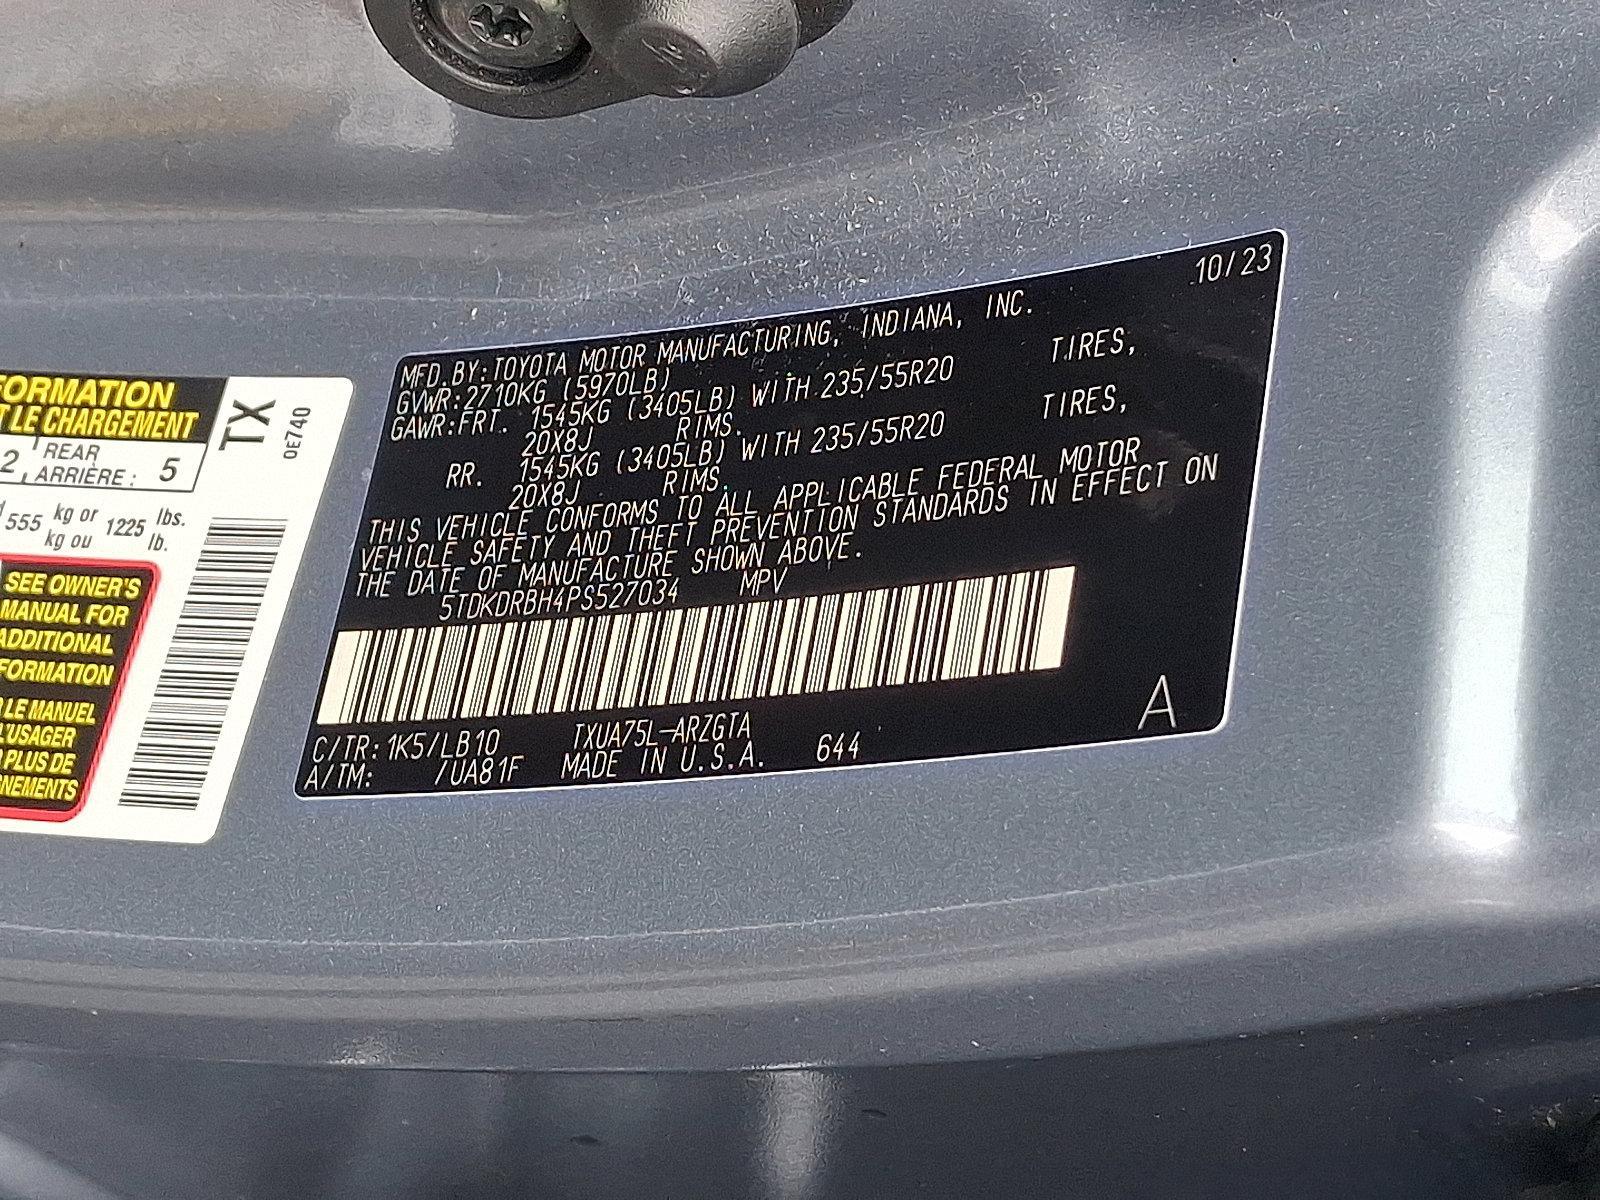 FORMATION
T LE CHARGEMENT
2, REAR
ARRIÈRE : 5
555 kg or 1225 lbs.
kg ou lb.
SEE OWNER'S
MANUAL FOR
ADDITIONAL
FORMATION
LE MANUEL
L'USAGER
PLUS DE
NEMENTS
TX
0E740
10/23
MFD.BY:TOYOTA MOTOR MANUFACTURING, INDIANA, INC.
GVWR:2710KG (5970LB)
GAWR:FRT. 1545KG (3405LB) WITH 235/55R20 TIRES,
20X8J RIMS.
RR. 1545KG (3405LB) WITH 235/55R20 TIRES,
20X8J RIMS.
THIS VEHICLE CONFORMS TO ALL APPLICABLE FEDERAL MOTOR
VEHICLE SAFETY AND THEFT PREVENTION STANDARDS IN EFFECT ON
THE DATE OF MANUFACTURE SHOWN ABOVE.
5TDKDRBH4PS527034 MPV
C/TR:1K5/LB10 TXUA75L-ARZGTA
A/TM: /UA81F MADE IN U.S.A. 644
A